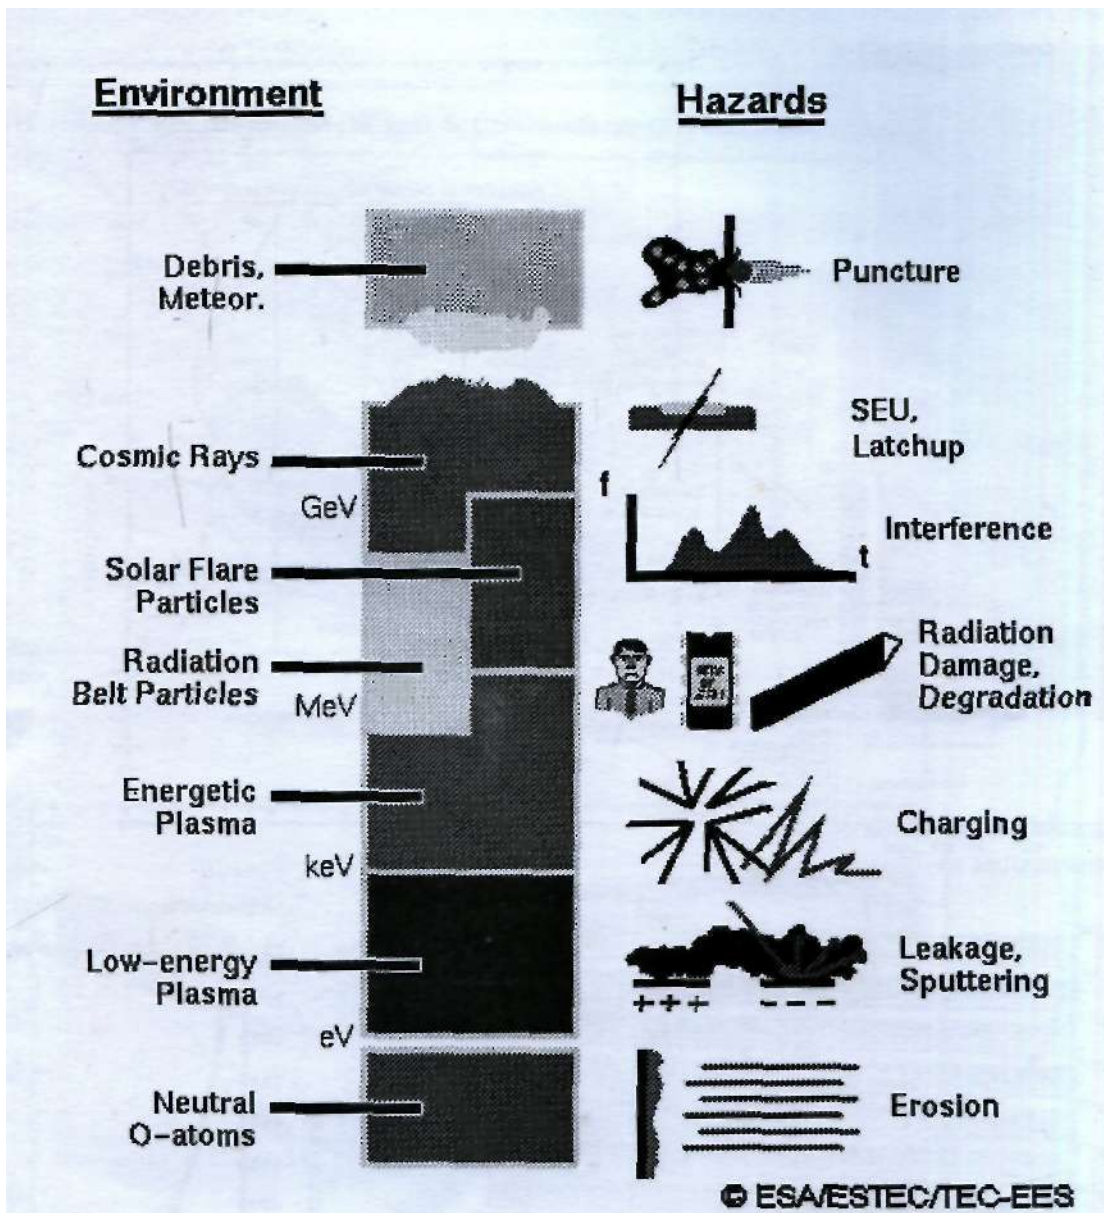 Environment
Hazards
Debris,
Meteor.
Puncture
Cosmic Rays
SEU,
Latchup
GeV
f
Interference
t
Solar Flare
Particles
Radiation
Belt Particles
Radiation
Damage,
Degradation
MeV
Energetic
Plasma
Charging
keV
Low-energy
Plasma
Leakage,
Sputtering
+ + +
- - - -
eV
Neutral
O-atoms
Erosion
© ESA/ESTEC/TEC-EES